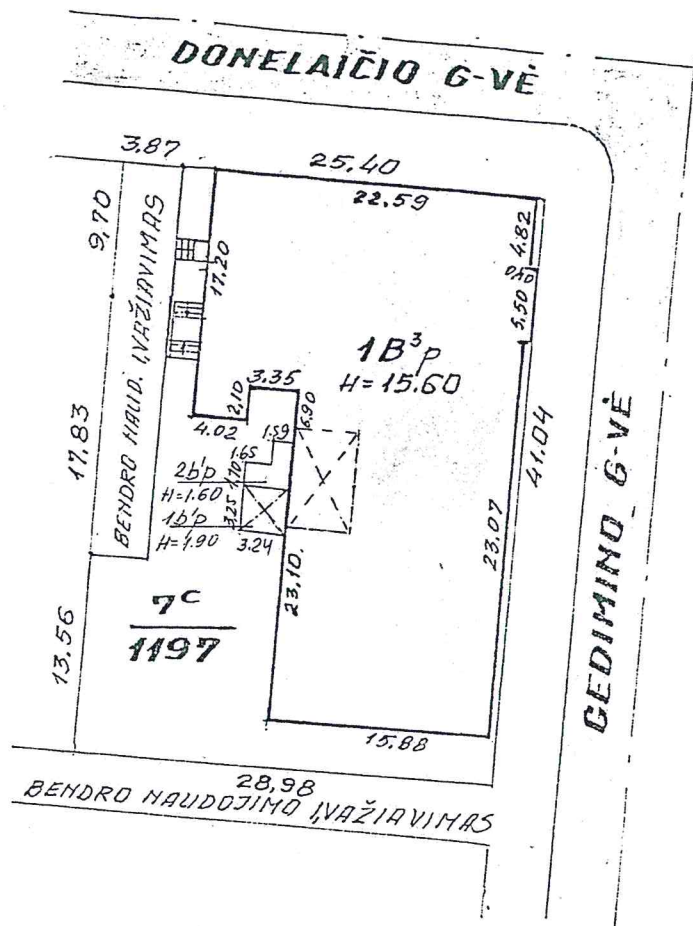 DONELAIČIO G-VĖ
3.87
25.40
22.59
9.70
BENDRO NAUD. ĮVAŽIAVIMAS
17.20
4.82
0,40
5.50
1B³p
H=15.60
3.35
2,10
4.02
6.90
1.59
1.65
1.70
2b¹p
H=1.60
3.25
1b¹p
H=1.90
3.24
17.83
41.04
23.07
23.10.
GEDIMINO G-VĖ
7ᶜ
1197
13.56
15.88
28,98
BENDRO NAUDOJIMO ĮVAŽIAVIMAS